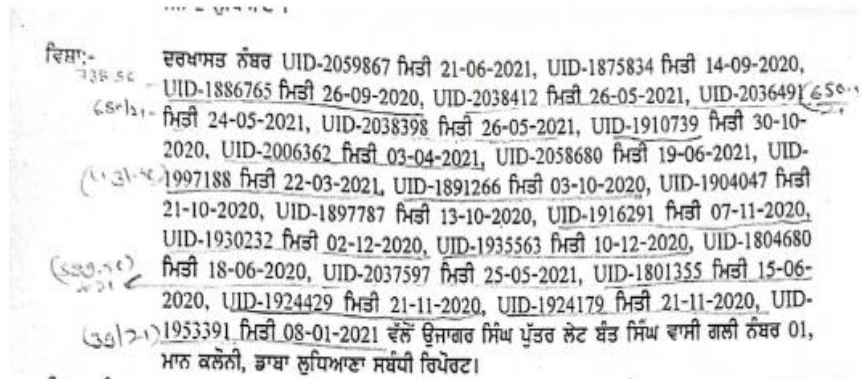 ਵਿਸ਼ਾ:- ਦਰਖਾਸਤ ਨੰਬਰ UID-2059867 ਮਿਤੀ 21-06-2021, UID-1875834 ਮਿਤੀ 14-09-2020,
UID-1886765 ਮਿਤੀ 26-09-2020, UID-2038412 ਮਿਤੀ 26-05-2021, UID-2036491
ਮਿਤੀ 24-05-2021, UID-2038398 ਮਿਤੀ 26-05-2021, UID-1910739 ਮਿਤੀ 30-10-
2020, UID-2006362 ਮਿਤੀ 03-04-2021, UID-2058680 ਮਿਤੀ 19-06-2021, UID-
1997188 ਮਿਤੀ 22-03-2021, UID-1891266 ਮਿਤੀ 03-10-2020, UID-1904047 ਮਿਤੀ
21-10-2020, UID-1897787 ਮਿਤੀ 13-10-2020, UID-1916291 ਮਿਤੀ 07-11-2020,
UID-1930232 ਮਿਤੀ 02-12-2020, UID-1935563 ਮਿਤੀ 10-12-2020, UID-1804680
ਮਿਤੀ 18-06-2020, UID-2037597 ਮਿਤੀ 25-05-2021, UID-1801355 ਮਿਤੀ 15-06-
2020, UID-1924429 ਮਿਤੀ 21-11-2020, UID-1924179 ਮਿਤੀ 21-11-2020, UID-
(39/21) 1953391 ਮਿਤੀ 08-01-2021 ਵੱਲੋਂ ਉਜਾਗਰ ਸਿੰਘ ਪੁੱਤਰ ਲੇਟ ਬੰਤ ਸਿੰਘ ਵਾਸੀ ਗਲੀ ਨੰਬਰ 01,
ਮਾਨ ਕਲੋਨੀ, ਡਾਬਾ ਲੁਧਿਆਣਾ ਸਬੰਧੀ ਰਿਪੋਰਟ।